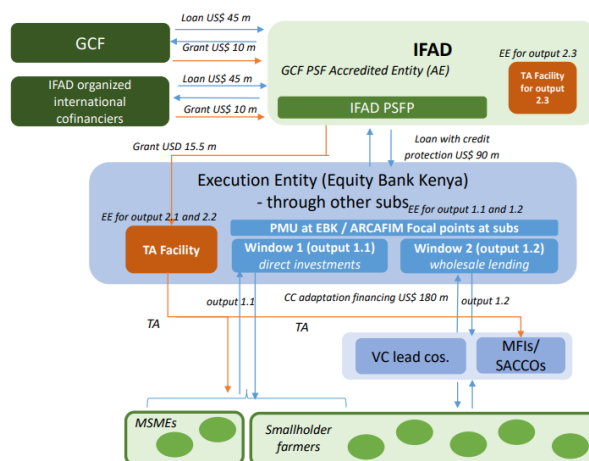 Loan US$ 45 m
GCF
Grant US$ 10 m
IFAD organized
international
cofinanciers
Loan US$ 45 m
Grant US$ 10 m
IFAD
GCF PSF Accredited Entity (AE)
IFAD PSFP
EE for output 2.3
TA Facility
for output
2.3
Grant USD 15.5 m
Loan with credit
protection US$ 90 m
Execution Entity (Equity Bank Kenya)
- through other subs
EE for output 2.1 and 2.2
EE for output 1.1 and 1.2
PMU at EBK / ARCAFIM Focal points at subs
TA Facility
Window 1 (output 1.1)
direct investments
Window 2 (output 1.2)
wholesale lending
output 1.1
CC adaptation financing US$ 180 m
output 1.2
TA
TA
VC lead cos.
MFIs/
SACCOs
MSMEs
Smallholder
farmers